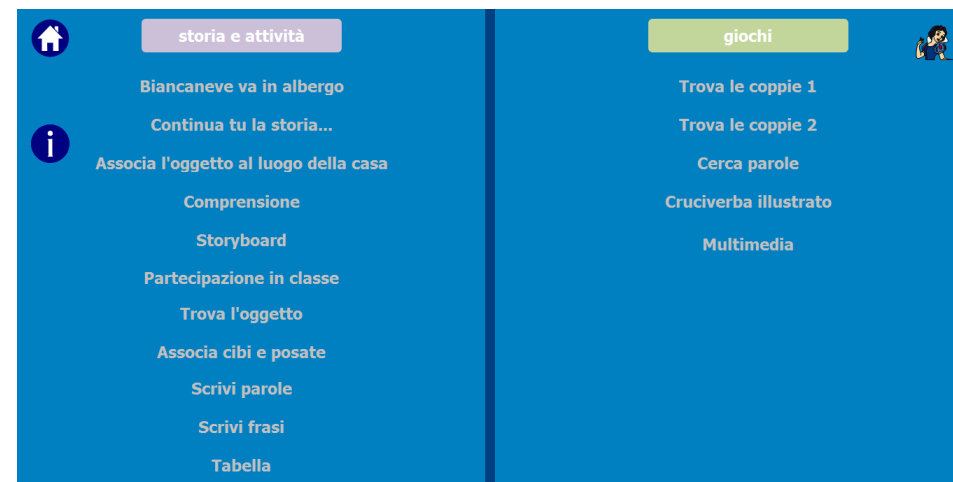 storia e attività
Biancaneve va in albergo
Continua tu la storia...
Associa l'oggetto al luogo della casa
Comprensione
Storyboard
Partecipazione in classe
Trova l'oggetto
Associa cibi e posate
Scrivi parole
Scrivi frasi
Tabella
giochi
Trova le coppie 1
Trova le coppie 2
Cerca parole
Cruciverba illustrato
Multimedia
i